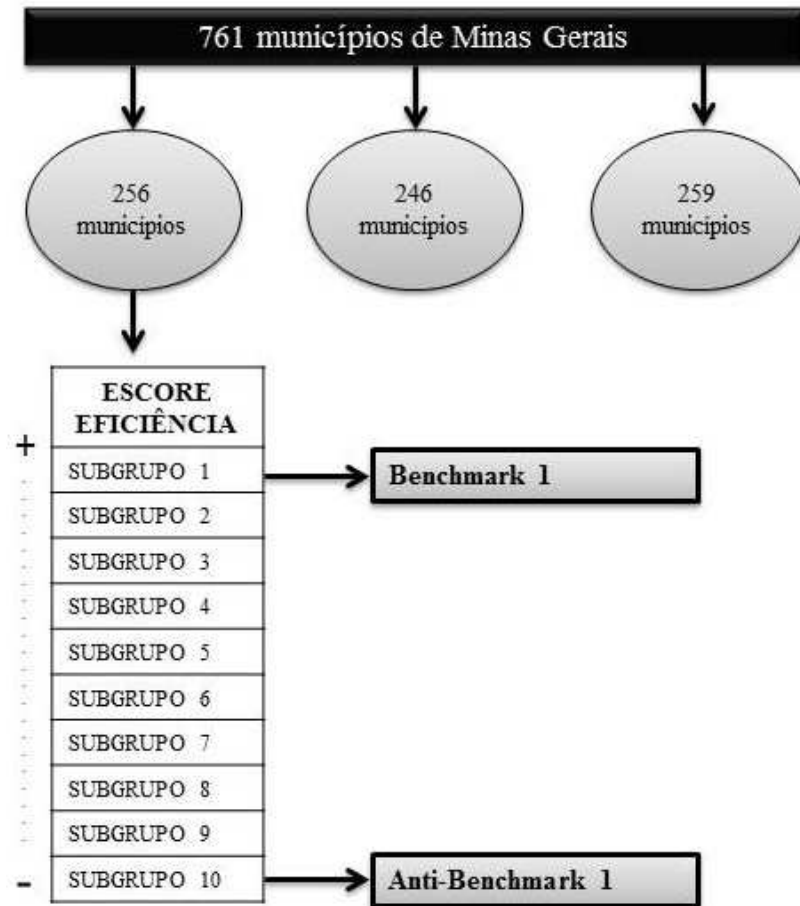 761 municípios de Minas Gerais
256
municípios
246
municípios
259
municípios
ESCORE
EFICIÊNCIA
+
SUBGRUPO 1
Benchmark 1
SUBGRUPO 2
SUBGRUPO 3
SUBGRUPO 4
SUBGRUPO 5
SUBGRUPO 6
SUBGRUPO 7
SUBGRUPO 8
SUBGRUPO 9
-
SUBGRUPO 10
Anti-Benchmark 1